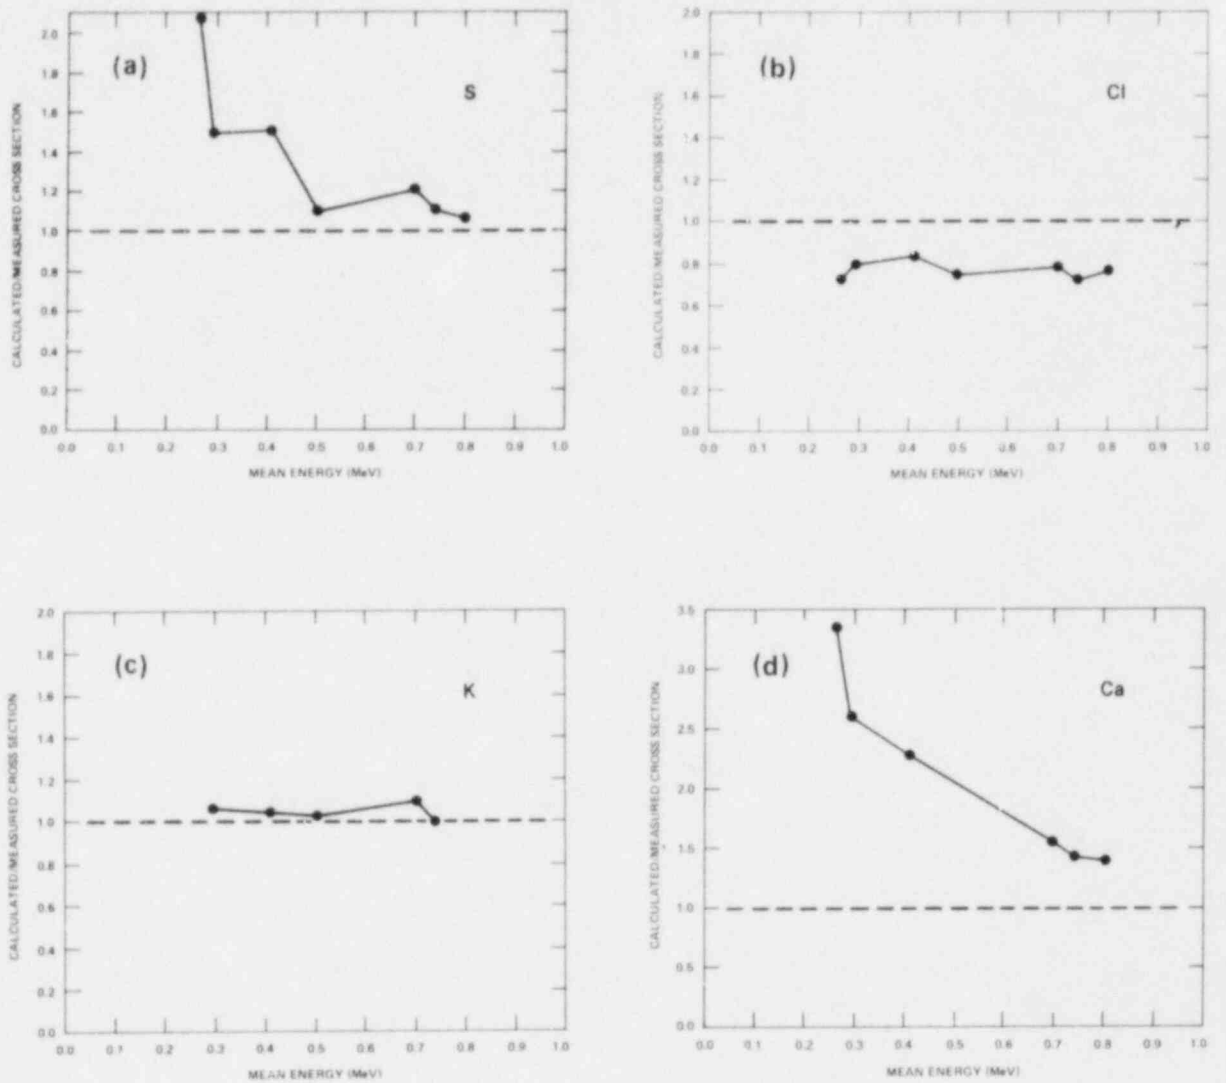 (a)
S
CALCULATED/MEASURED CROSS SECTION
2.0
1.8
1.6
1.4
1.2
1.0
0.8
0.6
0.4
0.2
0.0
0.0 0.1 0.2 0.3 0.4 0.5 0.6 0.7 0.8 0.9 1.0
MEAN ENERGY (MeV)
(b)
Cl
CALCULATED/MEASURED CROSS SECTION
2.0
1.8
1.6
1.4
1.2
1.0
0.8
0.6
0.4
0.2
0.0
0.0 0.1 0.2 0.3 0.4 0.5 0.6 0.7 0.8 0.9 1.0
MEAN ENERGY (MeV)
(c)
K
CALCULATED/MEASURED CROSS SECTION
2.0
1.8
1.6
1.4
1.2
1.0
0.8
0.6
0.4
0.2
0.0
0.0 0.1 0.2 0.3 0.4 0.5 0.6 0.7 0.8 0.9 1.0
MEAN ENERGY (MeV)
(d)
Ca
CALCULATED/MEASURED CROSS SECTION
3.5
3.0
2.5
2.0
1.5
1.0
0.5
0.0
0.0 0.1 0.2 0.3 0.4 0.5 0.6 0.7 0.8 0.9 1.0
MEAN ENERGY (MeV)